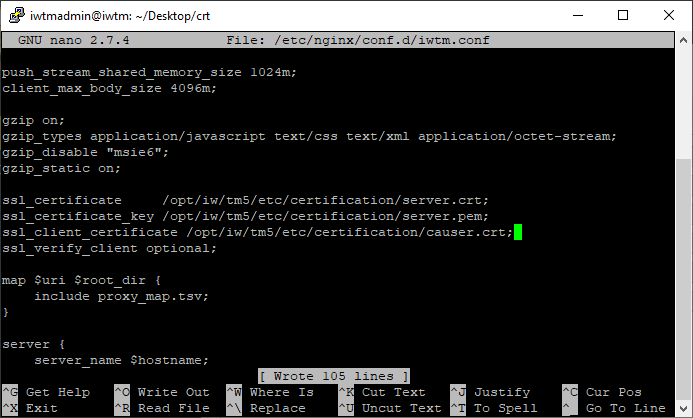 iwtmadmin@iwtm: ~/Desktop/crt
GNU nano 2.7.4 File: /etc/nginx/conf.d/iwtm.conf
push_stream_shared_memory_size 1024m;
client_max_body_size 4096m;
gzip on;
gzip_types application/javascript text/css text/xml application/octet-stream;
gzip_disable "msie6";
gzip_static on;
ssl_certificate     /opt/iw/tm5/etc/certification/server.crt;
ssl_certificate_key /opt/iw/tm5/etc/certification/server.pem;
ssl_client_certificate /opt/iw/tm5/etc/certification/causer.crt;
ssl_verify_client optional;
map $uri $root_dir {
    include proxy_map.tsv;
}
server {
    server_name $hostname;
[ Wrote 105 lines ]
^G Get Help ^O Write Out ^W Where Is ^K Cut Text ^J Justify ^C Cur Pos
^X Exit ^R Read File ^\ Replace ^U Uncut Text ^T To Spell ^_ Go To Line